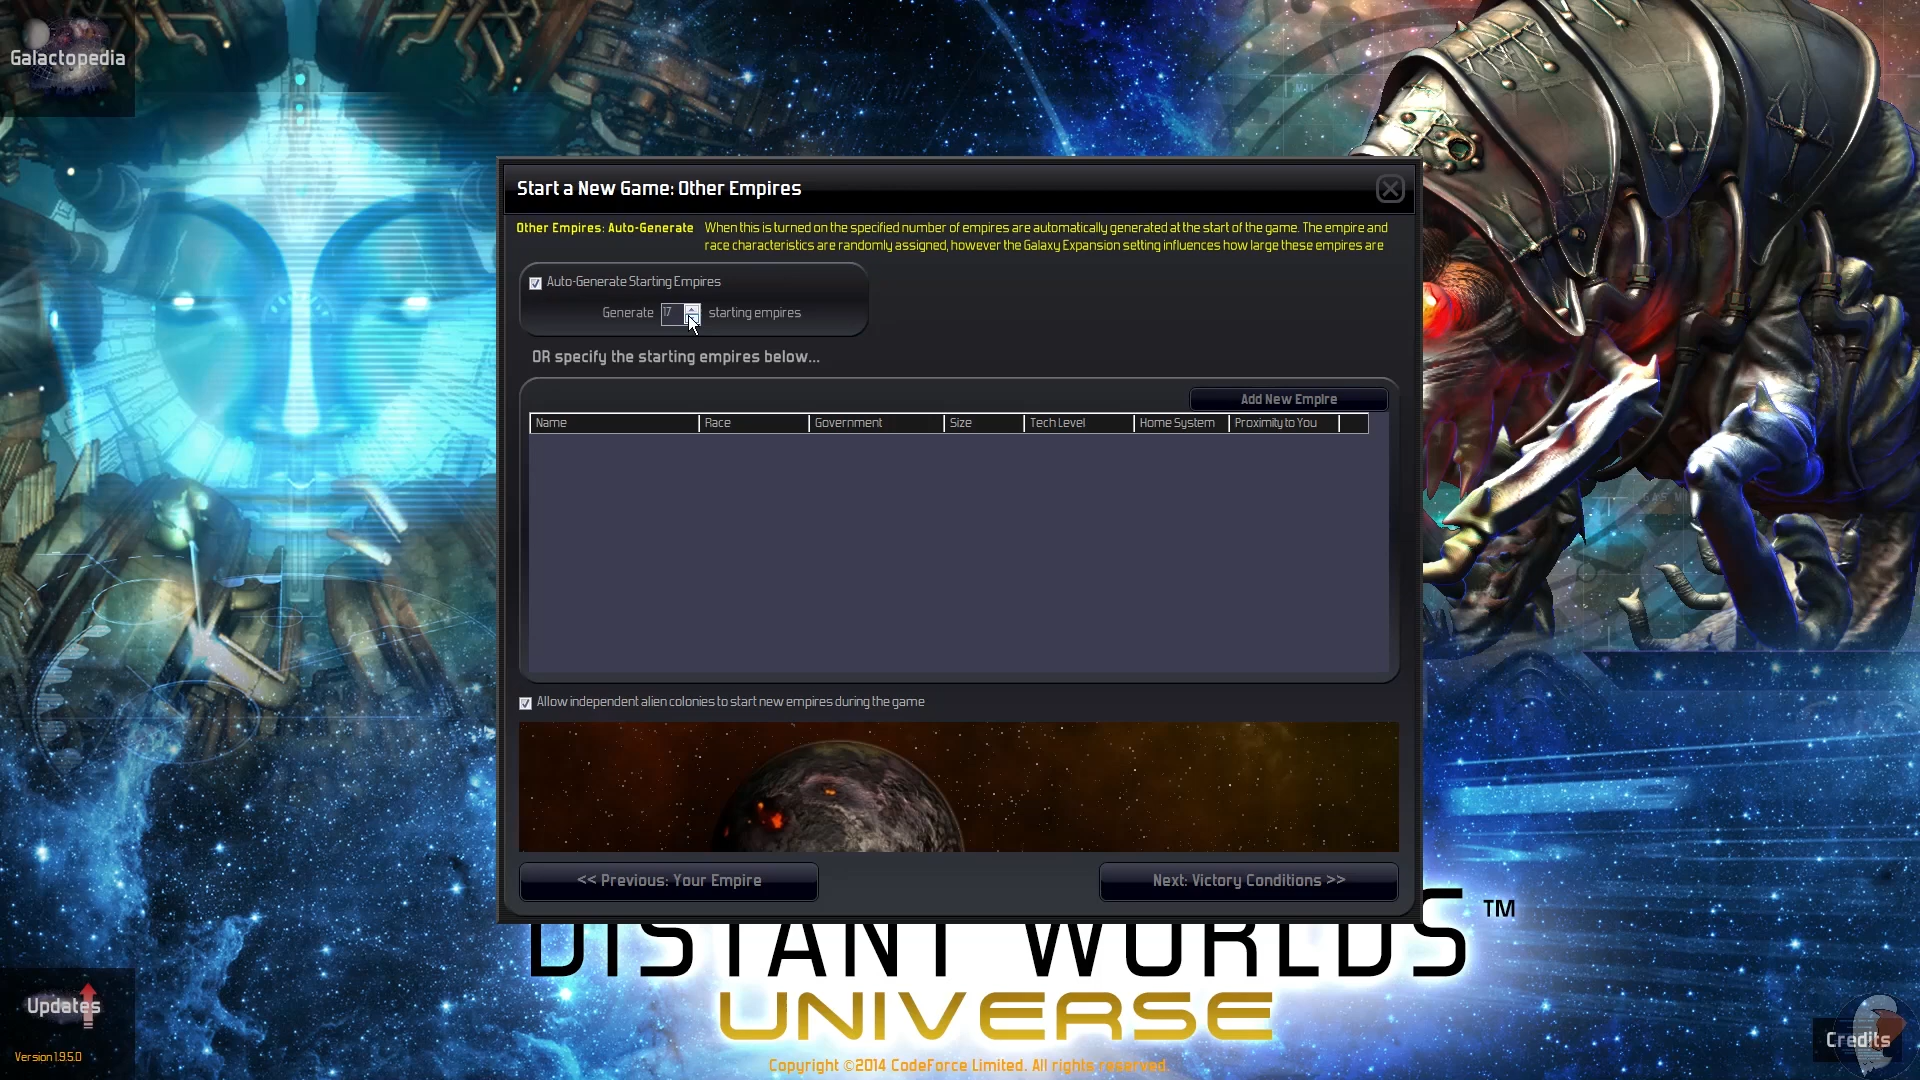 Galactopedia
Start a New Game: Other Empires
Other Empires: Auto-Generate
When this is turned on the specified number of empires are automatically generated at the start of the game. The empire and
race characteristics are randomly assigned, however the Galaxy Expansion setting influences how large these empires are
Auto-Generate Starting Empires
Generate 17 starting empires
OR specify the starting empires below...
Add New Empire
Name Race Government Size Tech Level Home System Proximity to You
Allow independent alien colonies to start new empires during the game
<< Previous: Your Empire
Next: Victory Conditions >>
DISTANT WORLDS™
UNIVERSE
Updates
Version 1.9.5.0
Credits
Copyright ©2014 CodeForce Limited. All rights reserved.